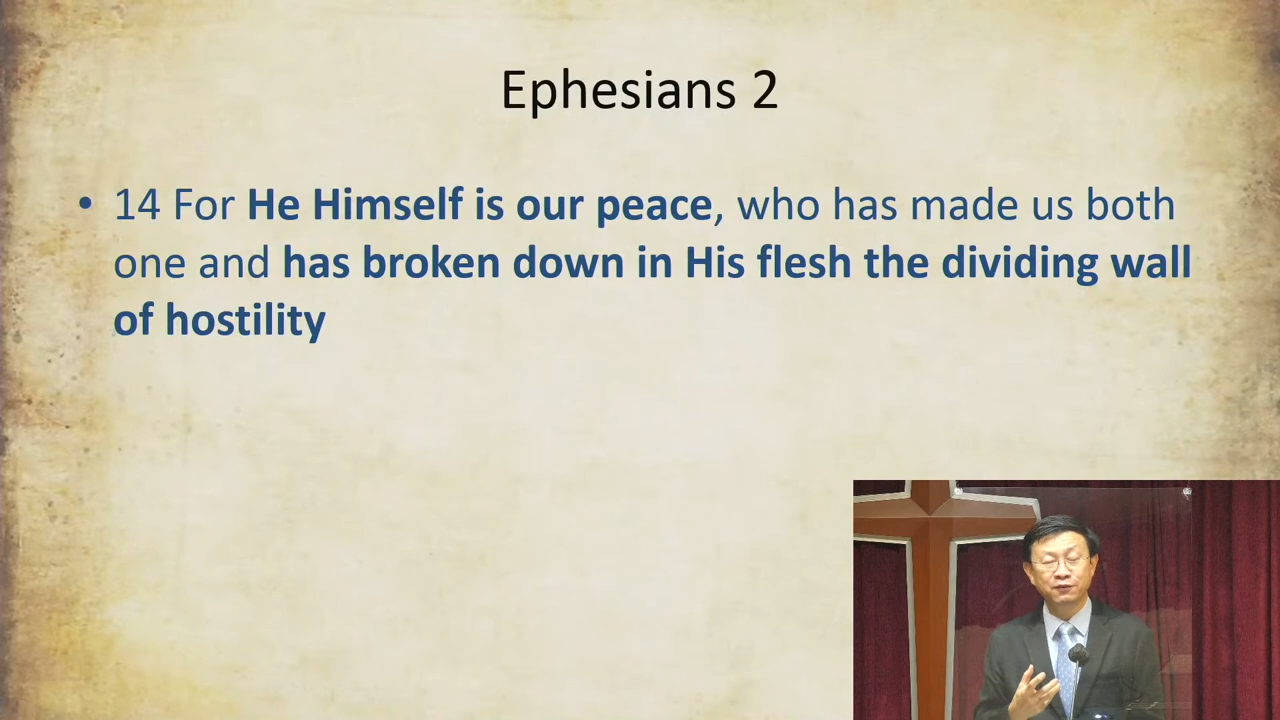 Ephesians 2
• 14 For He Himself is our peace, who has made us both
one and has broken down in His flesh the dividing wall
of hostility